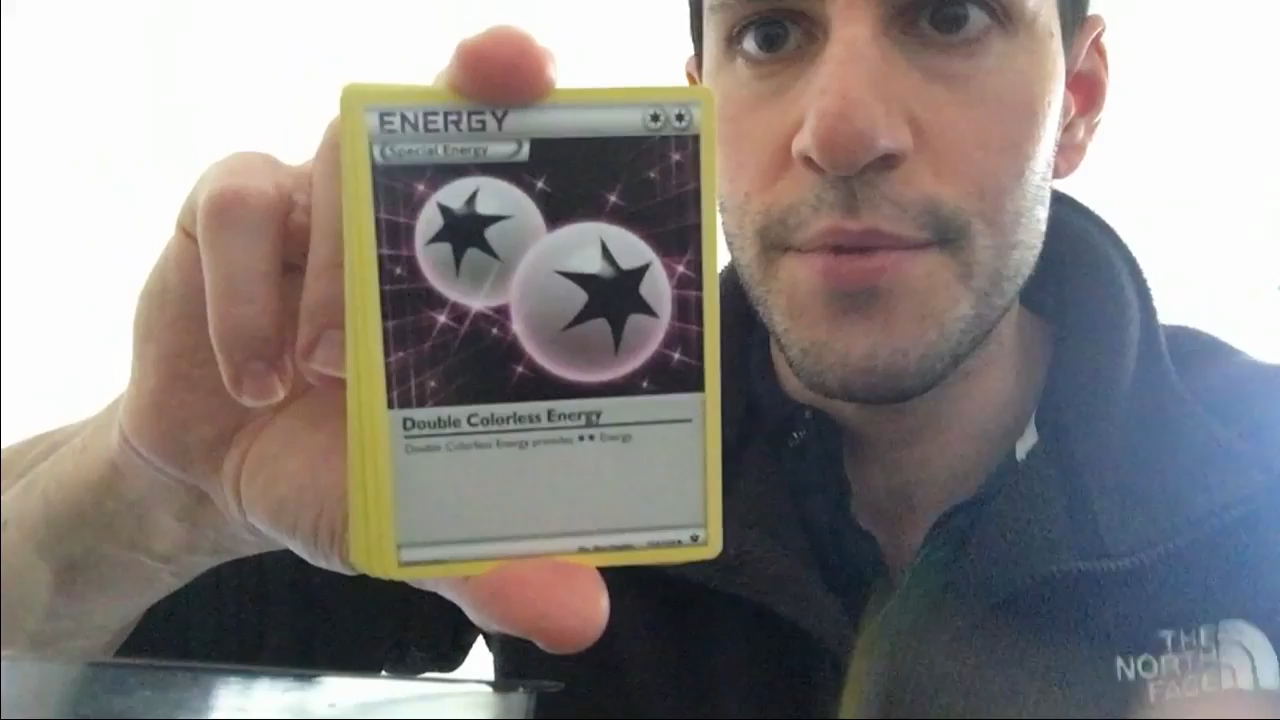 ENERGY
Special Energy
Double Colorless Energy
Double Colorless Energy provides Energy.
THE
NORTH
FACE